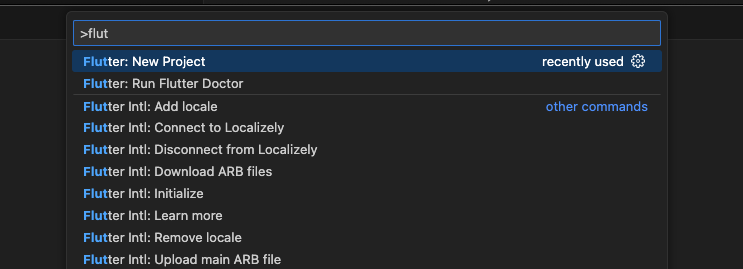 >flut
Flutter: New Project recently used
Flutter: Run Flutter Doctor
Flutter Intl: Add locale other commands
Flutter Intl: Connect to Localizely
Flutter Intl: Disconnect from Localizely
Flutter Intl: Download ARB files
Flutter Intl: Initialize
Flutter Intl: Learn more
Flutter Intl: Remove locale
Flutter Intl: Upload main ARB file